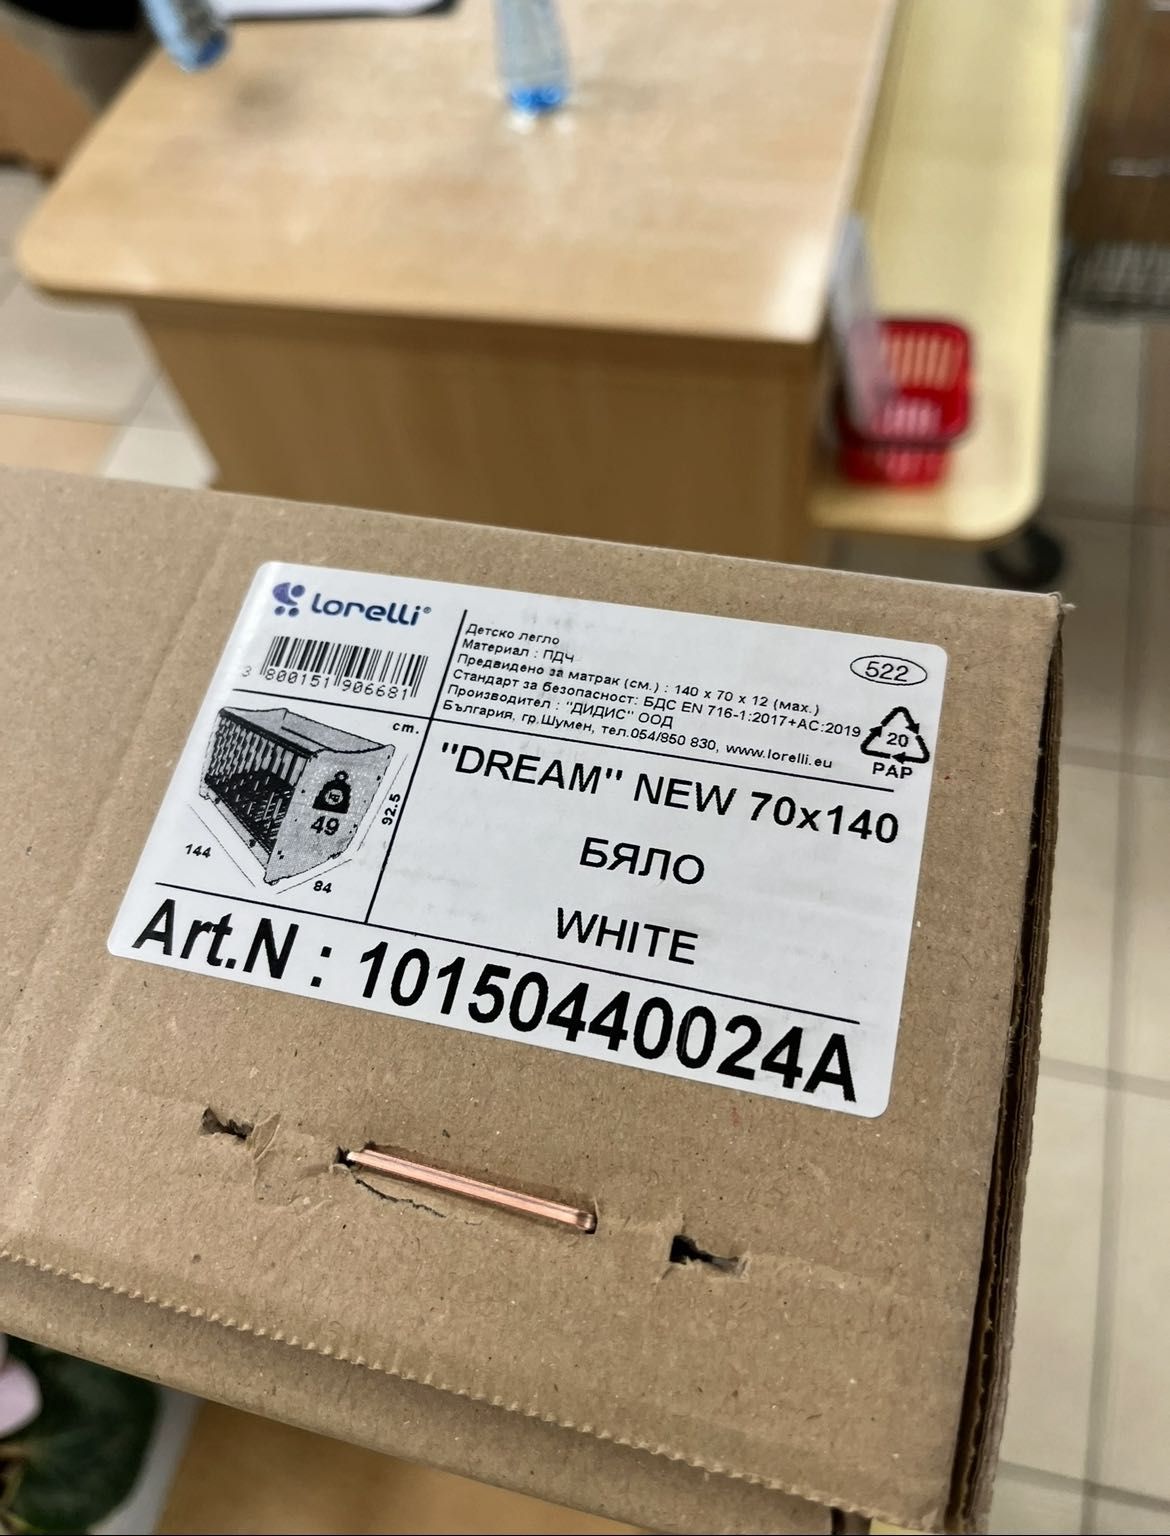 lorelli®
3 800151 906681
Детско легло
Материал : ПДЧ
Предвидено за матрак (см.) : 140 x 70 x 12 (мах.)
Стандарт за безопасност: БДС EN 716-1:2017+AC:2019
Производител : "ДИДИС" ООД
България, гр.Шумен, тел.054/850 830, www.lorelli.eu
522
20
PAP
cm.
kg
49
92.5
144
84
"DREAM" NEW 70x140
БЯЛО
WHITE
Art.N : 10150440024A